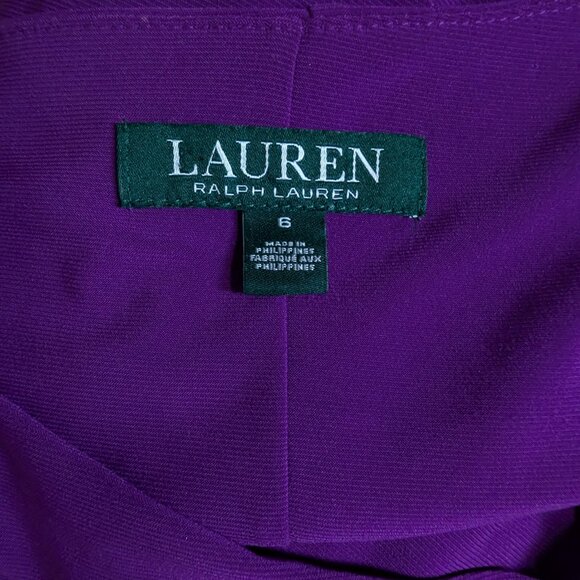 LAUREN
RALPH LAUREN
6
MADE IN
PHILIPPINES
FABRIQUÉ AUX
PHILIPPINES